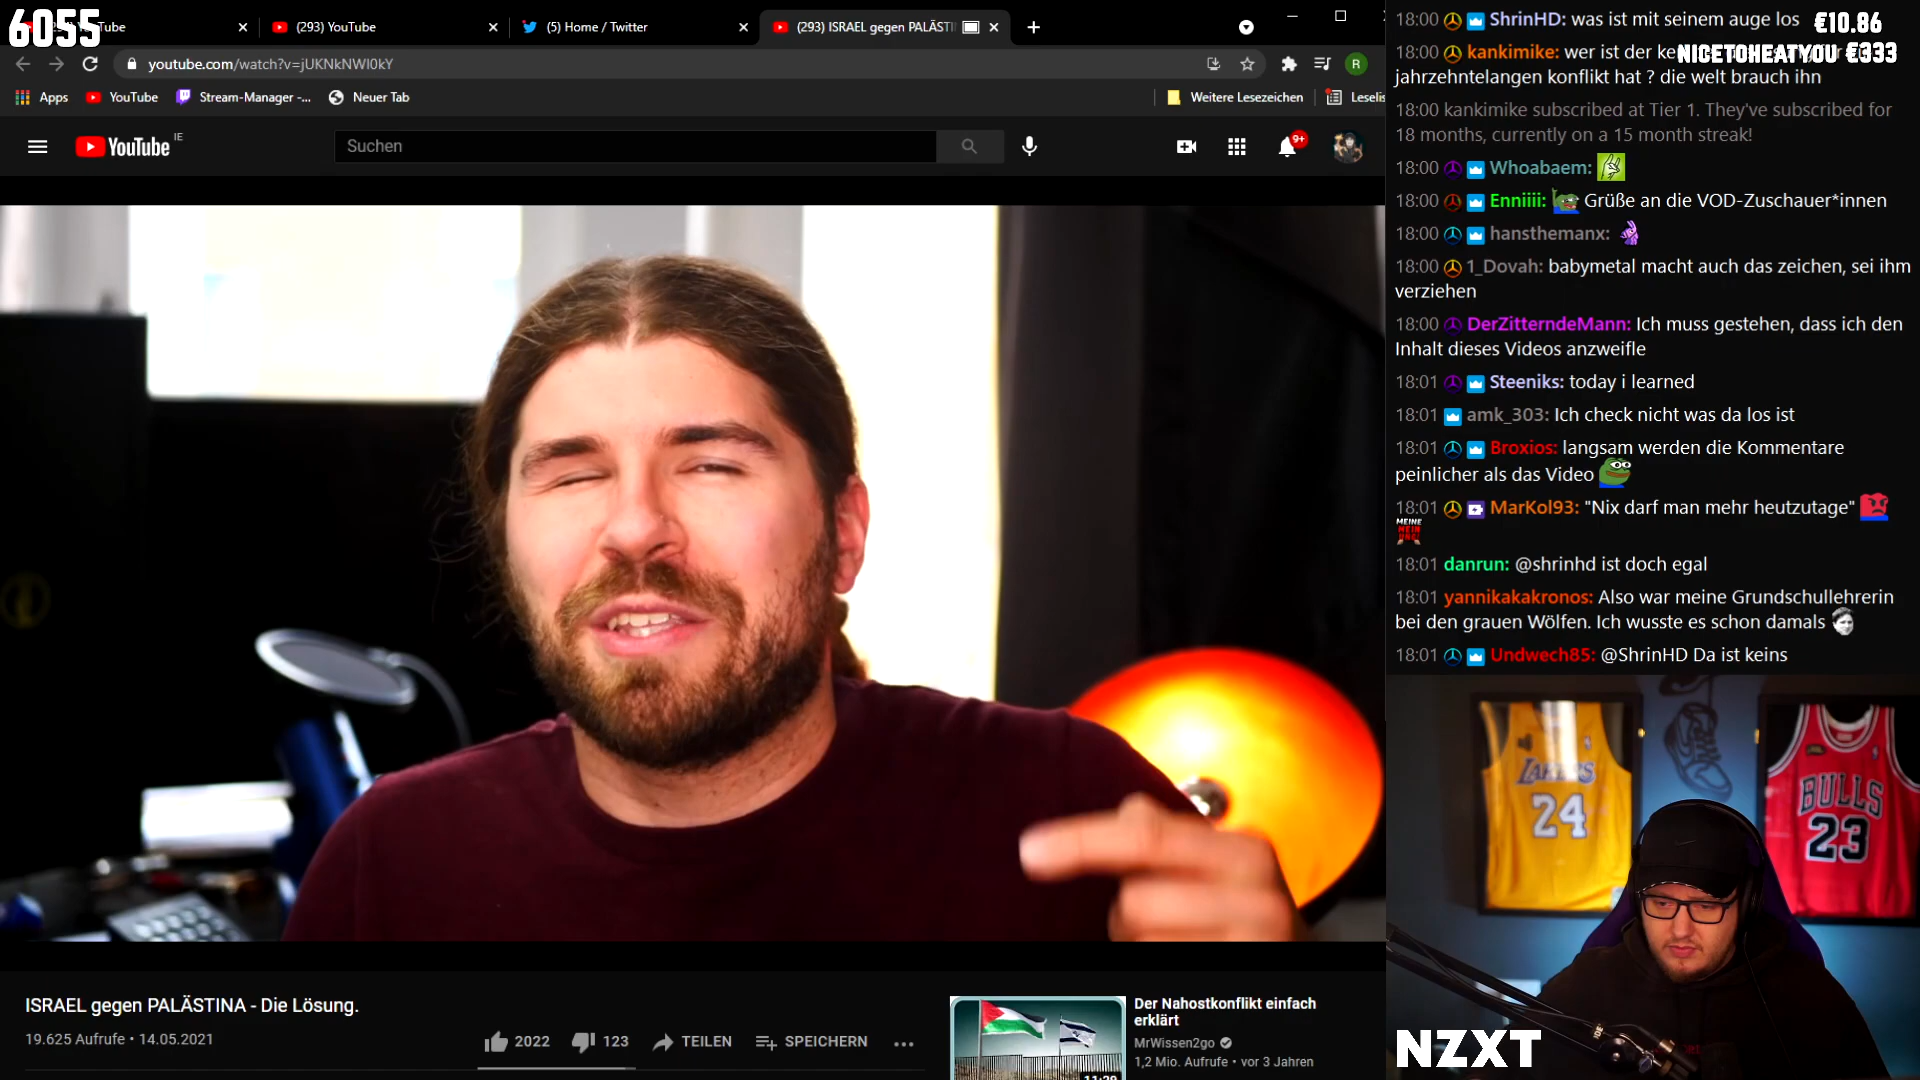 6055
(293) YouTube
(5) Home / Twitter
(293) ISRAEL gegen PALÄSTI
youtube.com/watch?v=jUKNkNWI0kY
R
Apps
YouTube
Stream-Manager -...
Neuer Tab
Weitere Lesezeichen
Leselis
YouTube IE
Suchen
9+
ISRAEL gegen PALÄSTINA - Die Lösung.
19.625 Aufrufe • 14.05.2021
2022
123
TEILEN
SPEICHERN
Der Nahostkonflikt einfach
erklärt
MrWissen2go
1,2 Mio. Aufrufe • vor 3 Jahren
18:00 ShrinHD: was ist mit seinem auge los
€10.86
18:00 kankimike: wer ist der
NICETOHEATYOU €333
jahrzehntelangen konflikt hat ? die welt brauch ihn
18:00 kankimike subscribed at Tier 1. They've subscribed for
18 months, currently on a 15 month streak!
18:00 Whoabaem:
18:00 Enniiii: Grüße an die VOD-Zuschauer*innen
18:00 hansthemanx:
18:00 1_Dovah: babymetal macht auch das zeichen, sei ihm
verziehen
18:00 DerZitterndeMann: Ich muss gestehen, dass ich den
Inhalt dieses Videos anzweifle
18:01 Steeniks: today i learned
18:01 amk_303: Ich check nicht was da los ist
18:01 Broxios: langsam werden die Kommentare
peinlicher als das Video
18:01 MarKol93: "Nix darf man mehr heutzutage"
MEINE
18:01 danrun: @shrinhd ist doch egal
18:01 yannikakakronos: Also war meine Grundschullehrerin
bei den grauen Wölfen. Ich wusste es schon damals
18:01 Undwech85: @ShrinHD Da ist keins
LAKERS
24
BULLS
23
NZXT